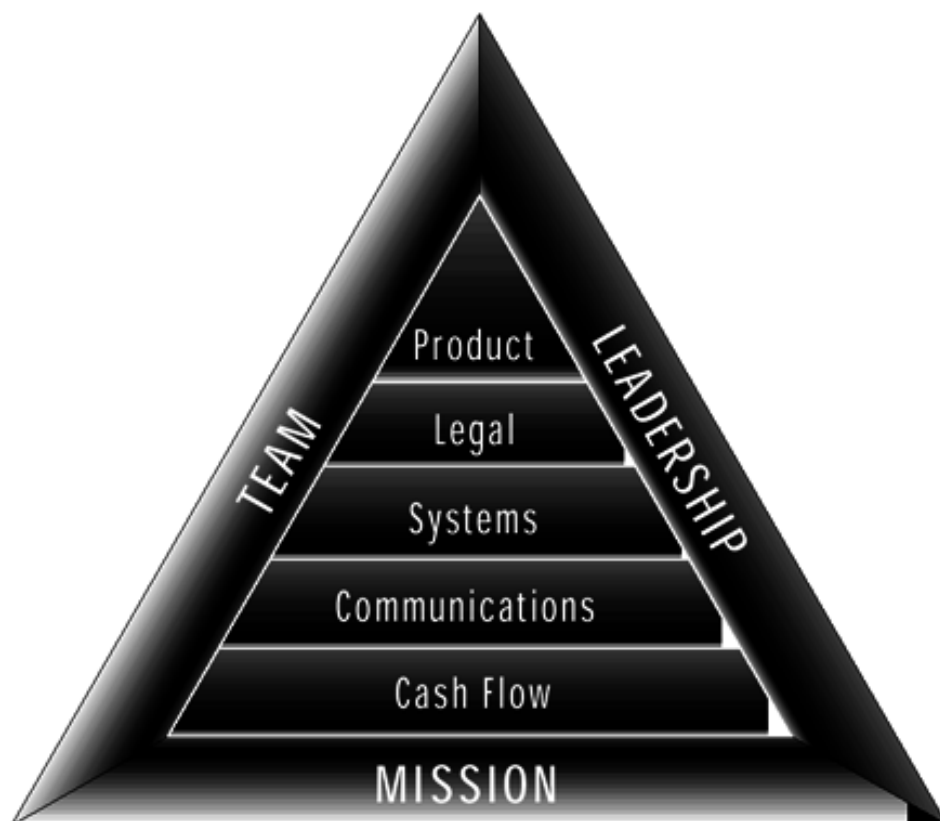 Product
LEADERSHIP
Legal
TEAM
Systems
Communications
Cash Flow
MISSION